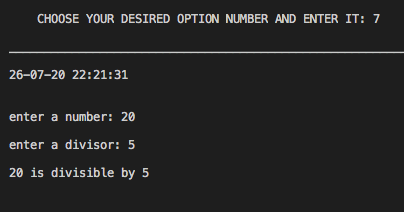 CHOOSE YOUR DESIRED OPTION NUMBER AND ENTER IT: 7
26-07-20 22:21:31
enter a number: 20
enter a divisor: 5
20 is divisible by 5